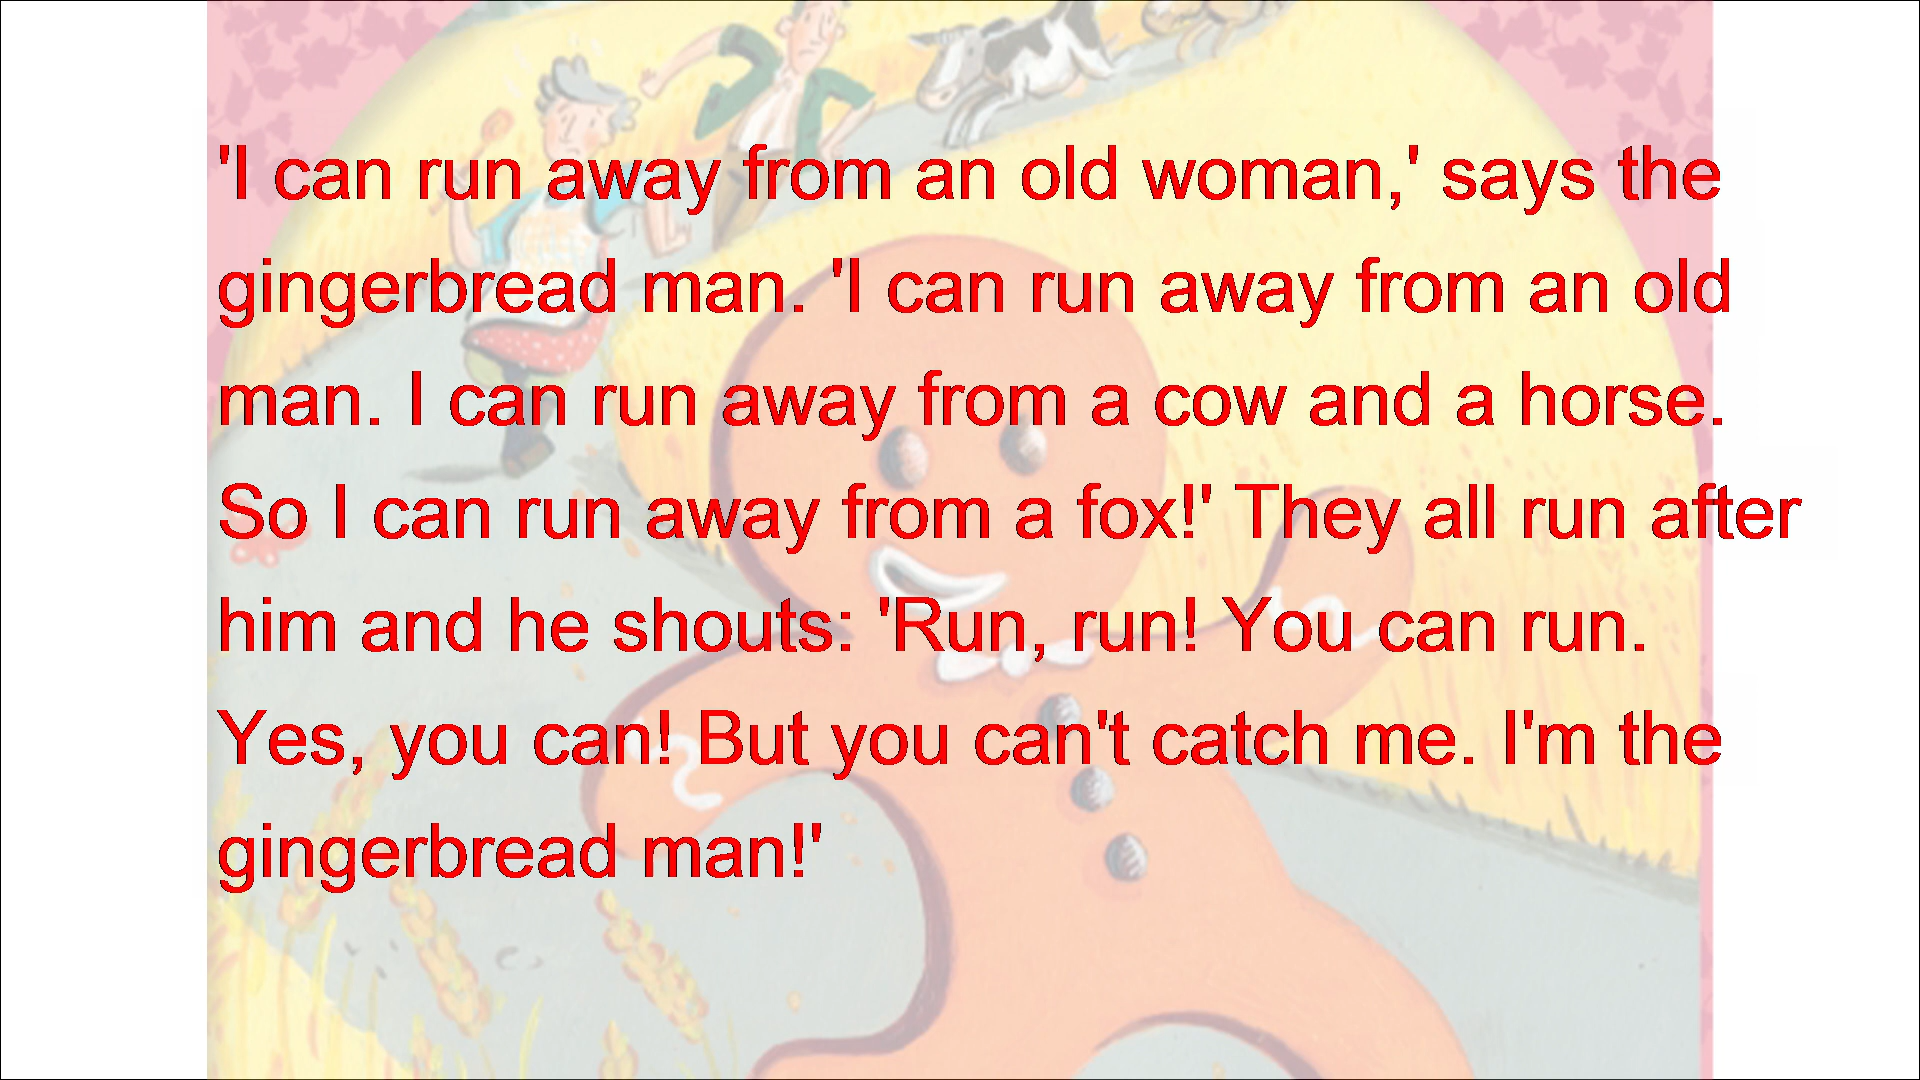 'I can run away from an old woman,' says the
gingerbread man. 'I can run away from an old
man. I can run away from a cow and a horse.
So I can run away from a fox!' They all run after
him and he shouts: 'Run, run! You can run.
Yes, you can! But you can't catch me. I'm the
gingerbread man!'